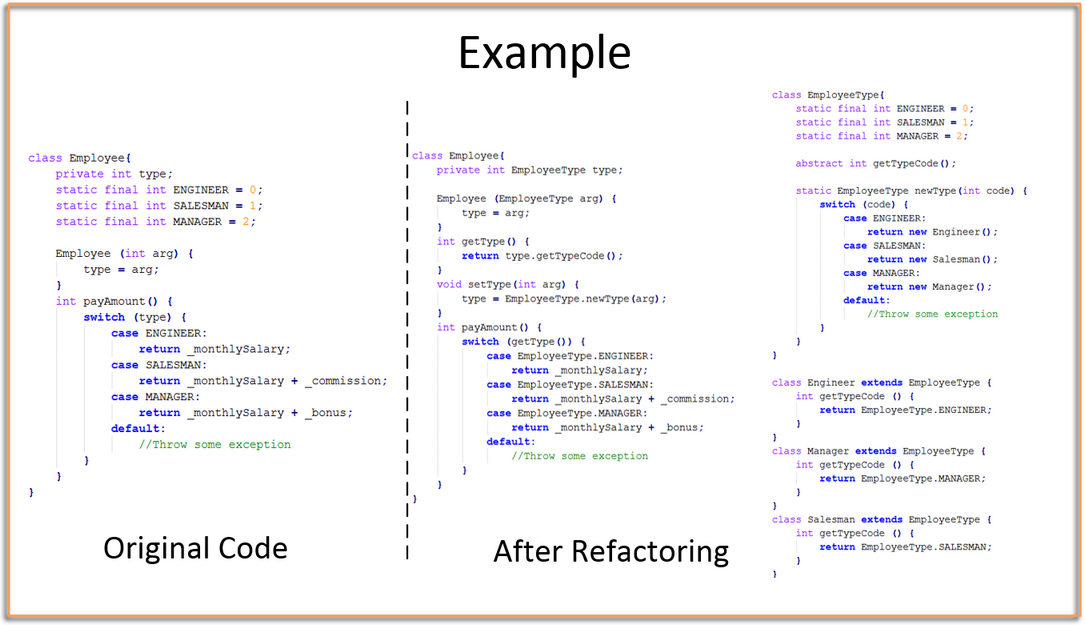 Example
class Employee{
private int type;
static final int ENGINEER = 0;
static final int SALESMAN = 1;
static final int MANAGER = 2;
Employee (int arg) {
type = arg;
}
int payAmount() {
switch (type) {
case ENGINEER:
return _monthlySalary;
case SALESMAN:
return _monthlySalary + _commission;
case MANAGER:
return _monthlySalary + _bonus;
default:
//Throw some exception
}
}
}
Original Code
class Employee{
private int EmployeeType type;
Employee (EmployeeType arg) {
type = arg;
}
int getType() {
return type.getTypeCode();
}
void setType(int arg) {
type = EmployeeType.newType(arg);
}
int payAmount() {
switch (getType()) {
case EmployeeType.ENGINEER:
return _monthlySalary;
case EmployeeType.SALESMAN:
return _monthlySalary + _commission;
case EmployeeType.MANAGER:
return _monthlySalary + _bonus;
default:
//Throw some exception
}
}
}
class EmployeeType{
static final int ENGINEER = 0;
static final int SALESMAN = 1;
static final int MANAGER = 2;
abstract int getTypeCode();
static EmployeeType newType(int code) {
switch (code) {
case ENGINEER:
return new Engineer();
case SALESMAN:
return new Salesman();
case MANAGER:
return new Manager();
default:
//Throw some exception
}
}
}
class Engineer extends EmployeeType {
int getTypeCode () {
return EmployeeType.ENGINEER;
}
}
class Manager extends EmployeeType {
int getTypeCode () {
return EmployeeType.MANAGER;
}
}
class Salesman extends EmployeeType {
int getTypeCode () {
return EmployeeType.SALESMAN;
}
}
After Refactoring